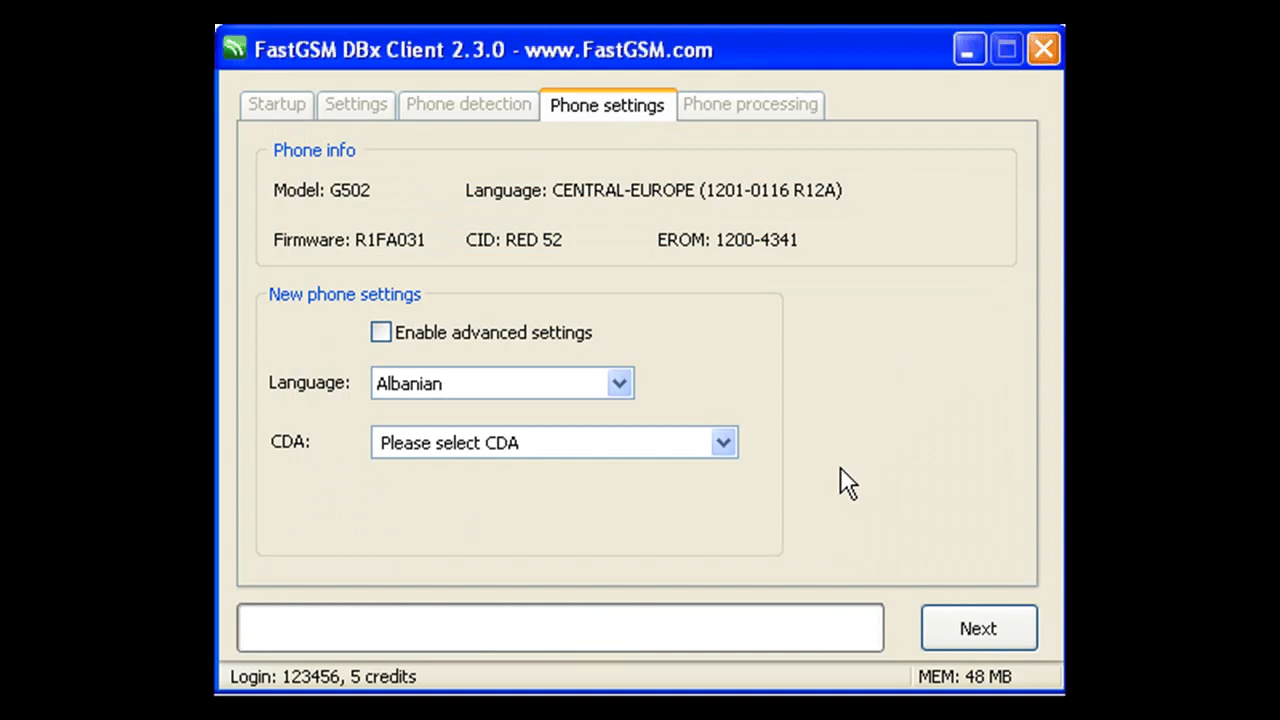 FastGSM DBx Client 2.3.0 - www.FastGSM.com
Startup Settings Phone detection Phone settings Phone processing
Phone info
Model: G502 Language: CENTRAL-EUROPE (1201-0116 R12A)
Firmware: R1FA031 CID: RED 52 EROM: 1200-4341
New phone settings
Enable advanced settings
Language: Albanian
CDA: Please select CDA
Next
Login: 123456, 5 credits MEM: 48 MB